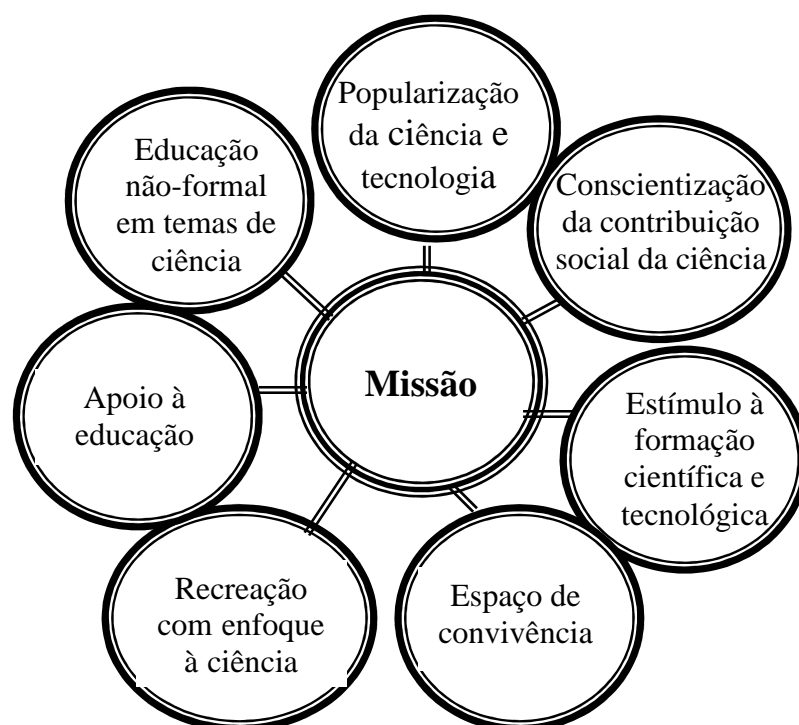 Popularização
da ciência e
tecnologia
Conscientização
da contribuição
social da ciência
Estímulo à
formação
científica e
tecnológica
Espaço de
convivência
Recreação
com enfoque
à ciência
Apoio à
educação
Educação
não-formal
em temas de
ciência
Missão